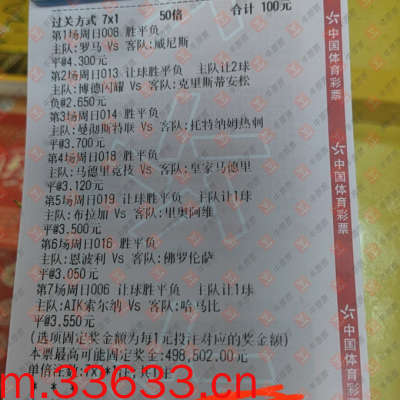 过关方式 7x1 50倍 合计 100元
第1场周日008 胜平负
主队:罗马 Vs 客队:威尼斯
平@4.300元
第2场周日013 让球胜平负 主队让2球
主队:博德闪耀 Vs 客队:克里斯蒂安松
负@2.650元
第3场周日014 胜平负
主队:曼彻斯特联 Vs 客队:托特纳姆热刺
平@3.700元
第4场周日018 胜平负
主队:马德里竞技 Vs 客队:皇家马德里
平@3.120元
第5场周日019 让球胜平负 主队让1球
主队:布拉加 Vs 客队:里奥阿维
平@3.500元
第6场周日016 胜平负
主队:恩波利 Vs 客队:佛罗伦萨
平@3.050元
第7场周日006 让球胜平负 主队让1球
主队:AIK索尔纳 Vs 客队:哈马比
平@3.550元
(选项固定奖金额为每1元投注对应的奖金额)
本票最高可能固定奖金:498,502.00元
单倍注数:7X1*1注;共1注
m.33633.cn
中国体育彩票
中国体育彩票
中国体育彩票